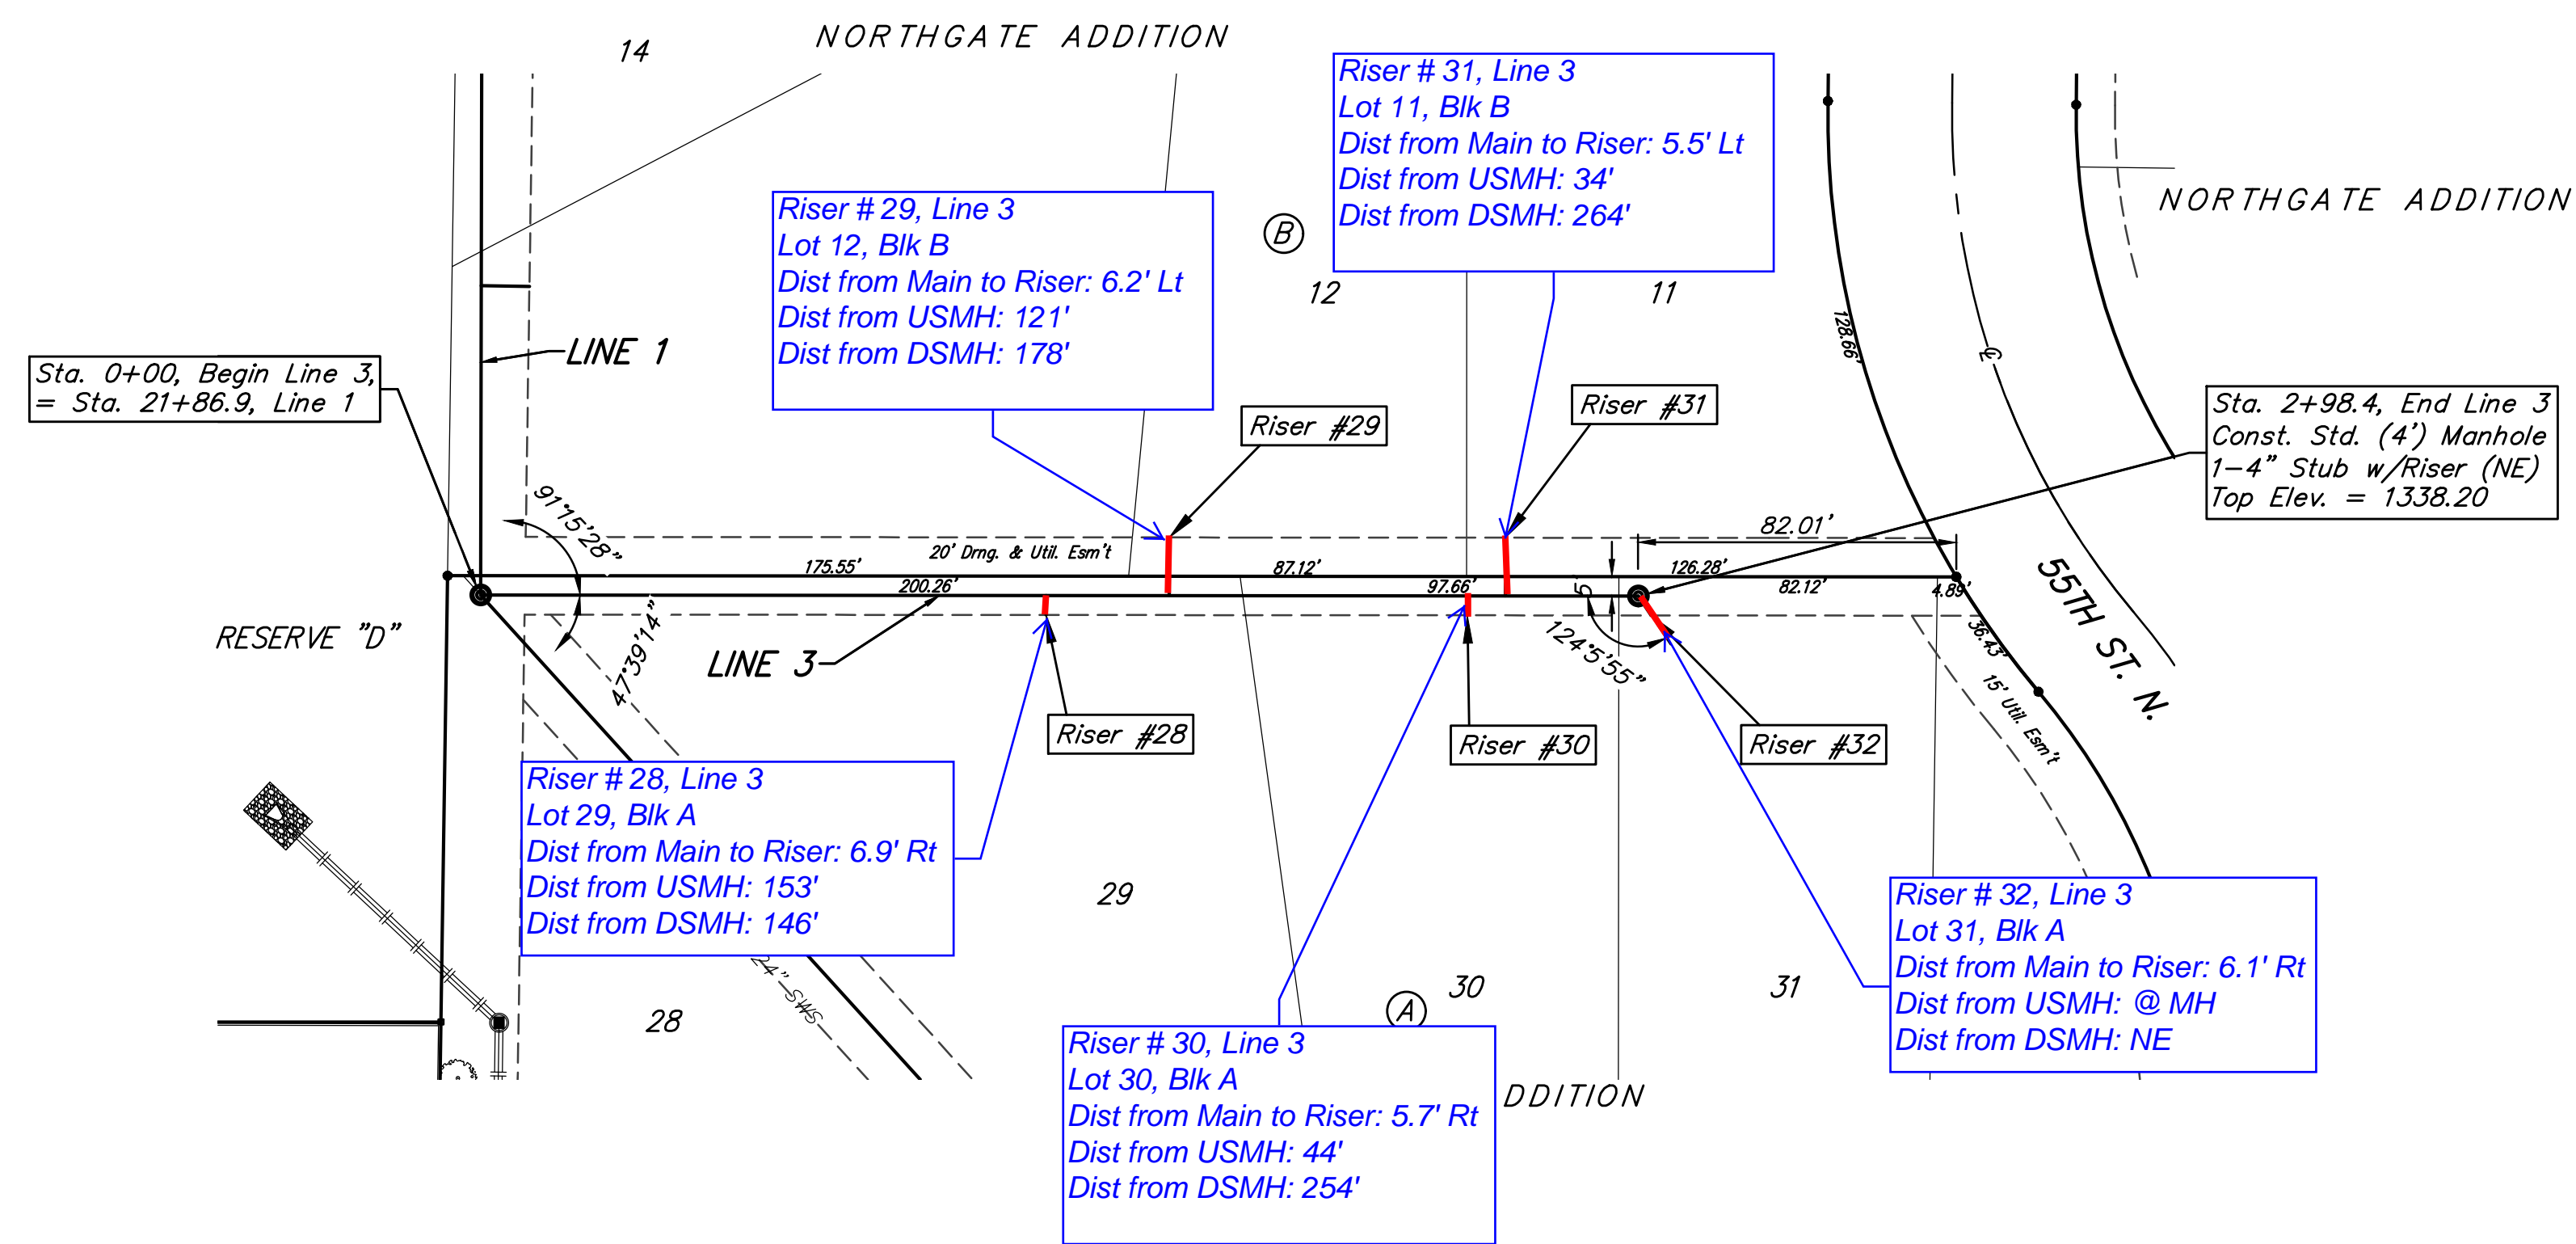 14
NORTHGATE ADDITION
Riser # 31, Line 3
Lot 11, Blk B
Dist from Main to Riser: 5.5' Lt
Dist from USMH: 34'
Dist from DSMH: 264'
NORTHGATE ADDITION
Riser # 29, Line 3
Lot 12, Blk B
Dist from Main to Riser: 6.2' Lt
Dist from USMH: 121'
Dist from DSMH: 178'
B
12
11
128.66'
LINE 1
Sta. 0+00, Begin Line 3,
= Sta. 21+86.9, Line 1
Riser #29
Riser #31
Sta. 2+98.4, End Line 3
Const. Std. (4') Manhole
1-4" Stub w/Riser (NE)
Top Elev. = 1338.20
91°15'28"
82.01'
20' Drng. & Util. Esm't
175.55'
87.12'
126.28'
200.26'
97.66'
5'
82.12'
4.89'
55TH ST. N.
RESERVE "D"
47°39'14"
LINE 3
124°5'55"
36.43'
15' Util. Esm't
Riser #28
Riser #30
Riser #32
Riser # 28, Line 3
Lot 29, Blk A
Dist from Main to Riser: 6.9' Rt
Dist from USMH: 153'
Dist from DSMH: 146'
29
Riser # 32, Line 3
Lot 31, Blk A
Dist from Main to Riser: 6.1' Rt
Dist from USMH: @ MH
Dist from DSMH: NE
24" SWS
28
30
A
31
Riser # 30, Line 3
Lot 30, Blk A
Dist from Main to Riser: 5.7' Rt
Dist from USMH: 44'
Dist from DSMH: 254'
DDITION